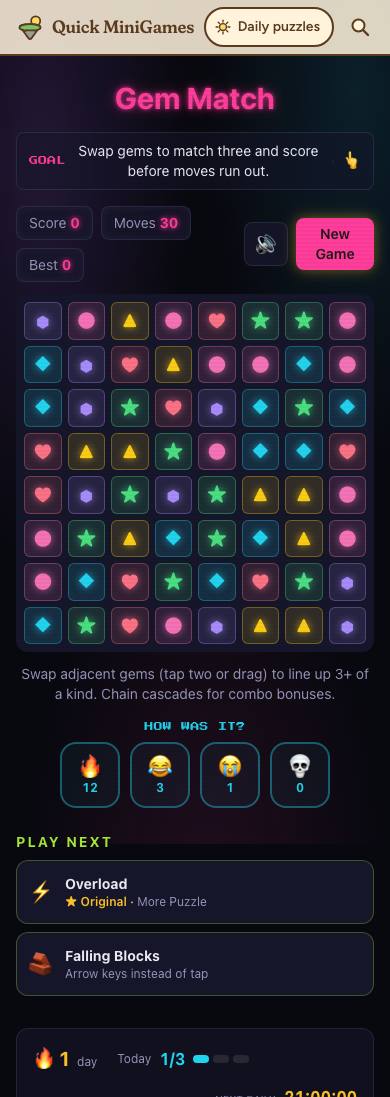 Quick MiniGames
Daily puzzles
Gem Match
GOAL
Swap gems to match three and score
before moves run out.
Score 0
Moves 30
Best 0
New
Game
Swap adjacent gems (tap two or drag) to line up 3+ of
a kind. Chain cascades for combo bonuses.
HOW WAS IT?
12
3
1
0
PLAY NEXT
Overload
Original · More Puzzle
Falling Blocks
Arrow keys instead of tap
1 day
Today 1/3
NEXT DAILY 21:00:00